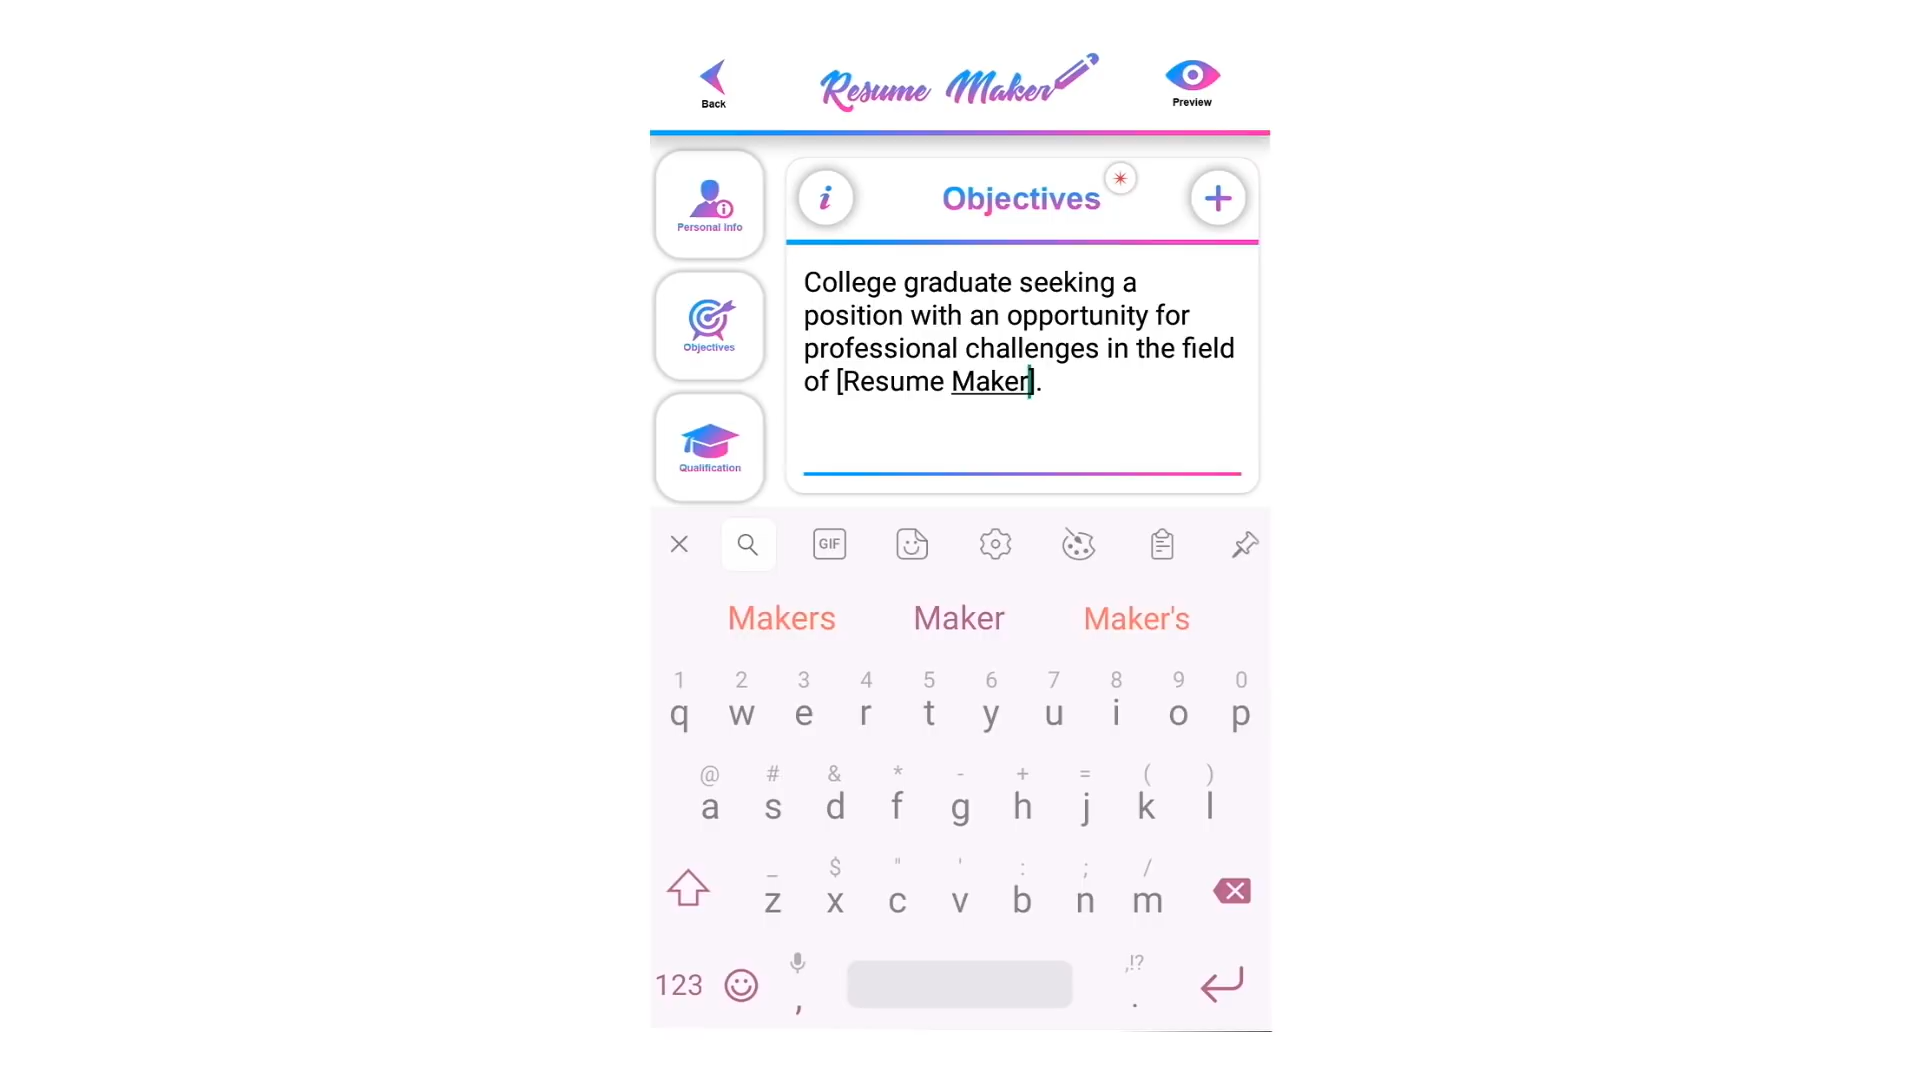 Back
Resume Maker
Preview
Personal Info
i
Objectives
+
Objectives
Qualification
College graduate seeking a
position with an opportunity for
professional challenges in the field
of [Resume Maker].
GIF
Makers Maker Maker's
1 2 3 4 5 6 7 8 9 0
q w e r t y u i o p
@ # & * - + = ( )
a s d f g h j k l
_ $ " ' : ; /
z x c v b n m
,!?
123 , .